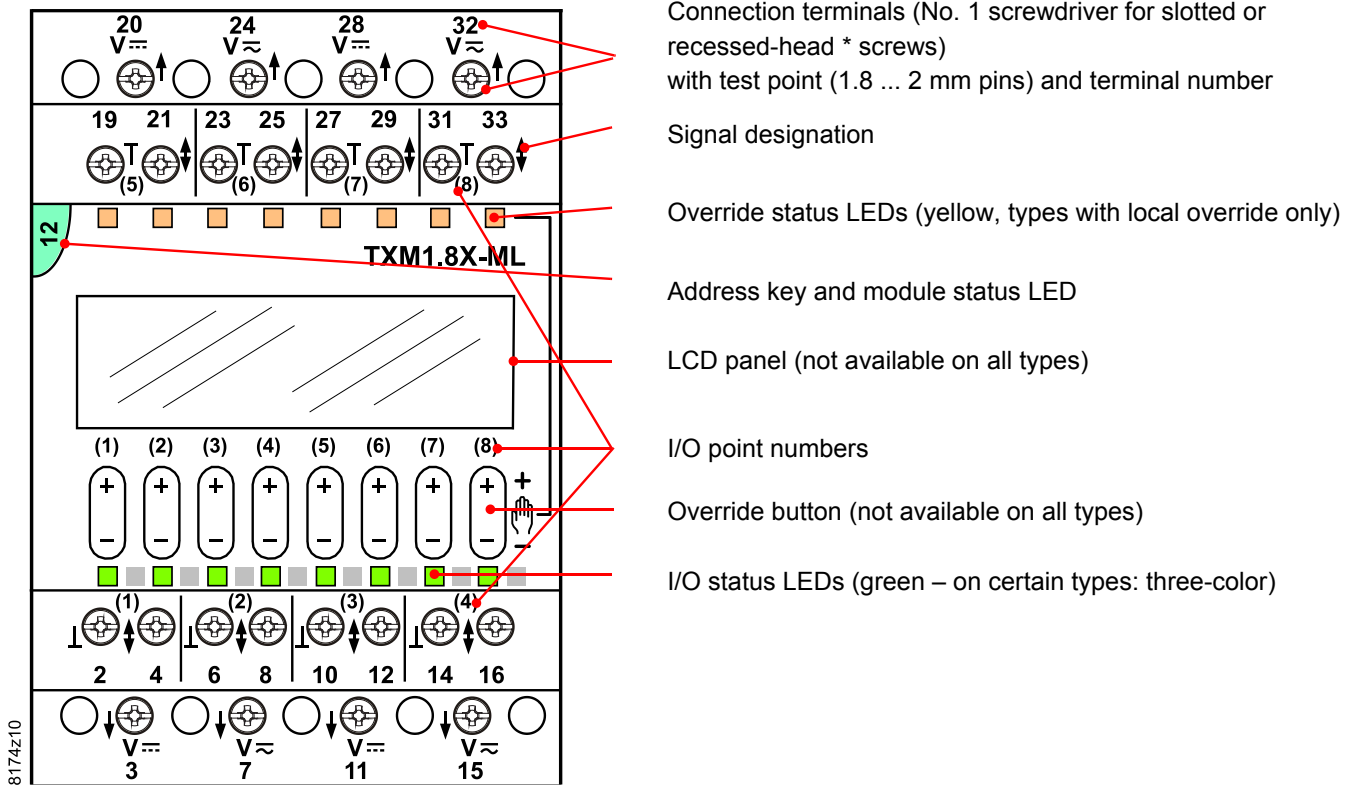 Connection terminals (No. 1 screwdriver for slotted or
recessed-head * screws)
with test point (1.8 ... 2 mm pins) and terminal number
Signal designation
Override status LEDs (yellow, types with local override only)
Address key and module status LED
LCD panel (not available on all types)
I/O point numbers
Override button (not available on all types)
I/O status LEDs (green – on certain types: three-color)
20 24 28 32
V V V V
19 21 23 25 27 29 31 33
(5) (6) (7) (8)
12
TXM1.8X-ML
(1) (2) (3) (4) (5) (6) (7) (8)
+ + + + + + + + +
− − − − − − − − −
(1) (2) (3) (4)
2 4 6 8 10 12 14 16
V V V V
3 7 11 15
8174z10